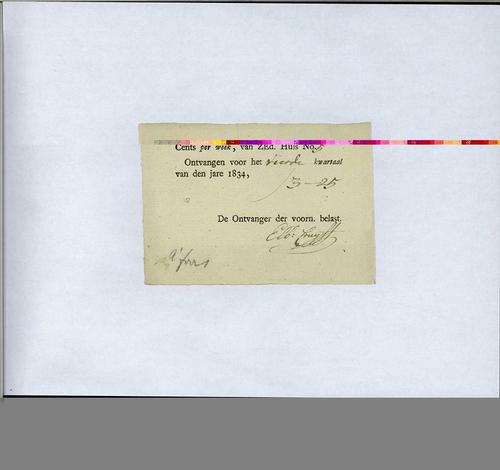 Cents per week, van ZEd. Huis No.
Ontvangen voor het vierde kwartaal
van den jare 1834,
3-25
De Ontvanger der voorn. belast.